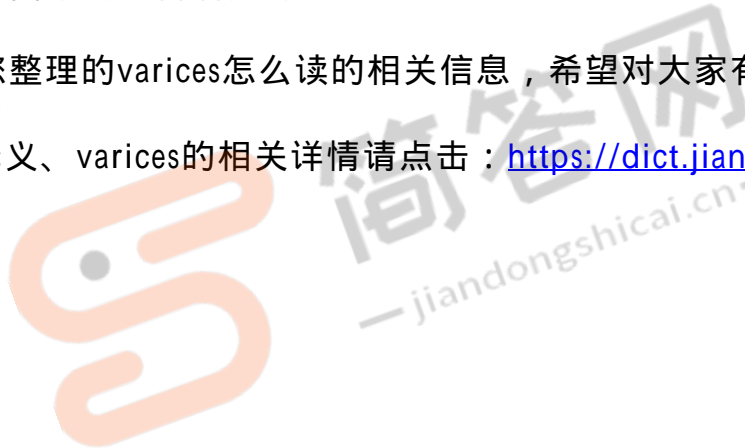 整理的varices怎么读的相关信息，希望对大家有
义、varices的相关详情请点击：https://dict.jian
简答网
jiandongshicai.cn